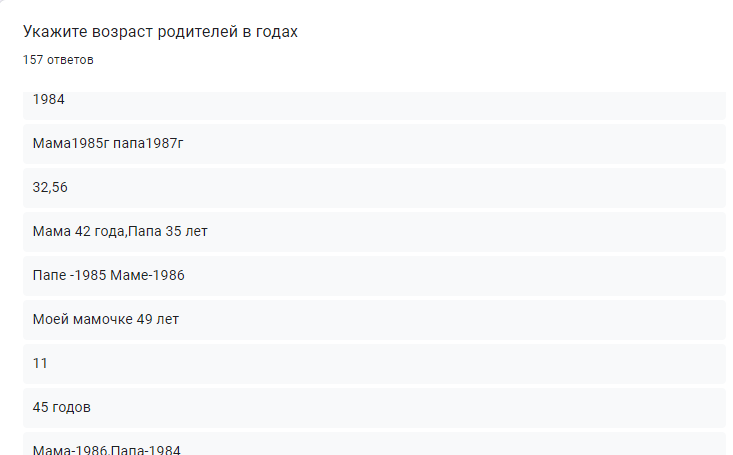 Укажите возраст родителей в годах
157 ответов
1984
Мама1985г папа1987г
32,56
Мама 42 года,Папа 35 лет
Папе -1985 Маме-1986
Моей мамочке 49 лет
11
45 годов
Мама-1986,Папа-1984